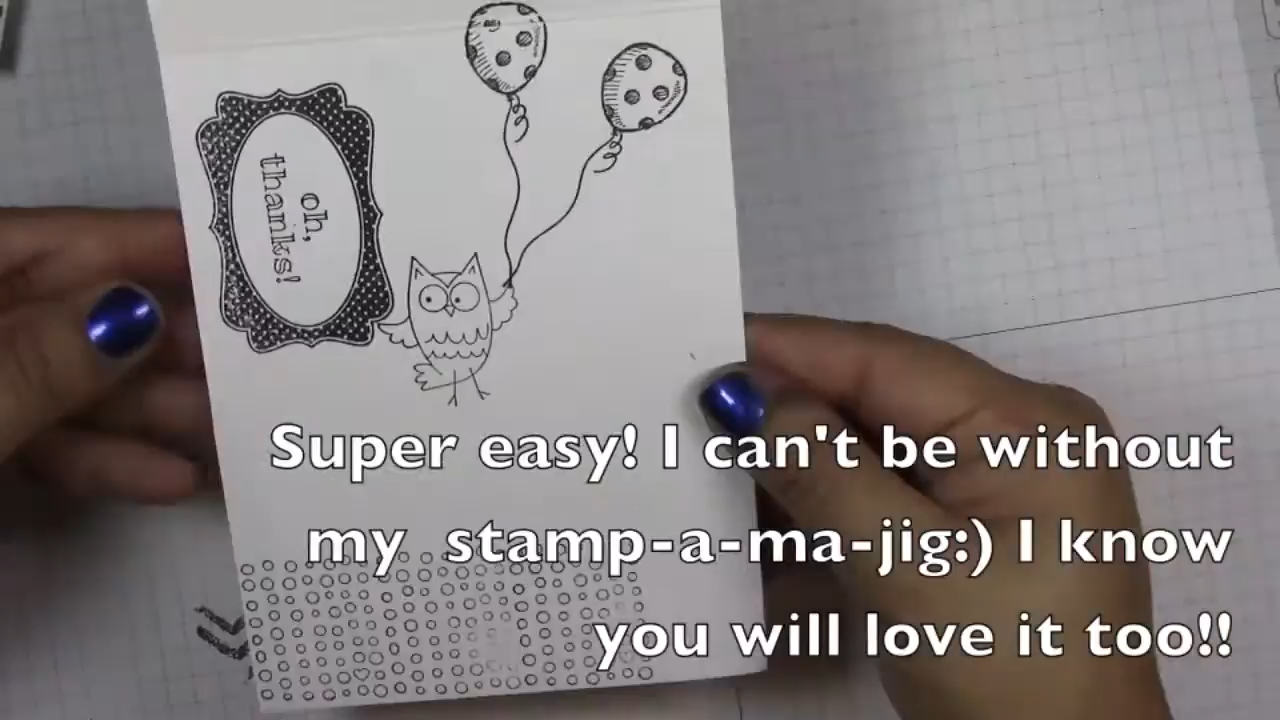 oh,
thanks!
Super easy! I can't be without
my stamp-a-ma-jig:) I know
you will love it too!!